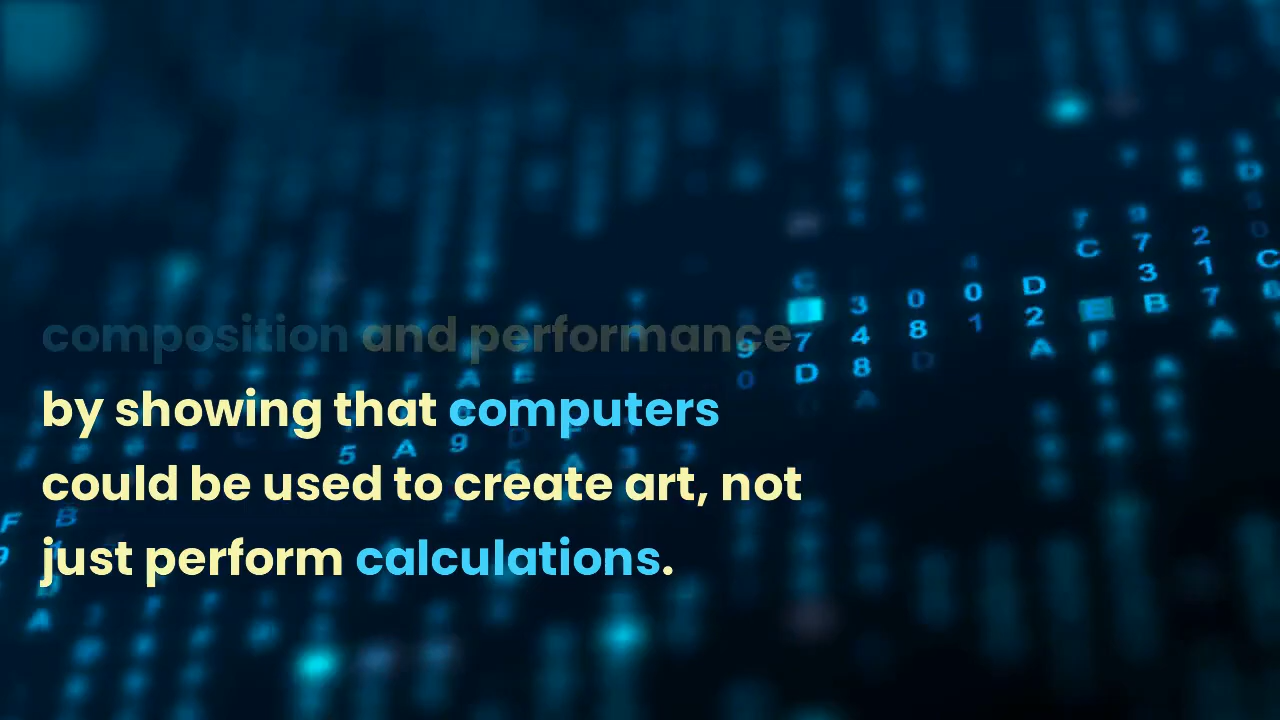 composition and performance
by showing that computers
could be used to create art, not
just perform calculations.